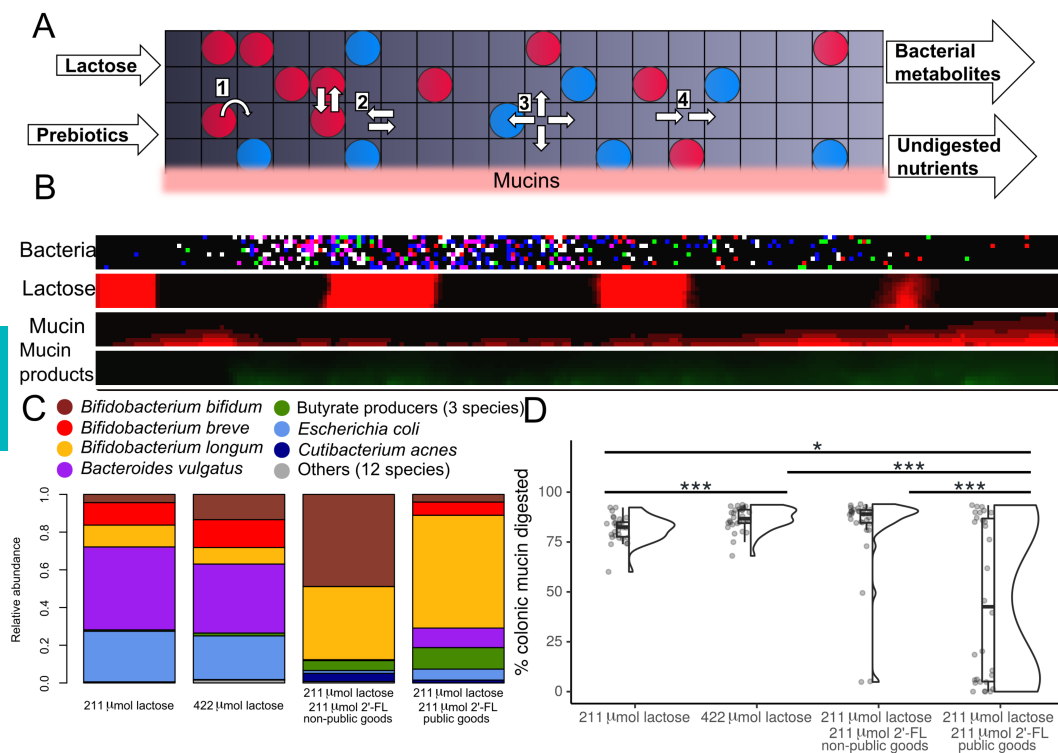 A
Lactose
Prebiotics
1
2
3
4
Bacterial
metabolites
Undigested
nutrients
Mucins
B
Bacteria
Lactose
Mucin
Mucin
products
C
Bifidobacterium bifidum
Bifidobacterium breve
Bifidobacterium longum
Bacteroides vulgatus
Butyrate producers (3 species)
Escherichia coli
Cutibacterium acnes
Others (12 species)
Relative abundance
1.0
0.8
0.6
0.4
0.2
0.0
211 µmol lactose
422 µmol lactose
211 µmol lactose
211 µmol 2'-FL
non-public goods
211 µmol lactose
211 µmol 2'-FL
public goods
D
% colonic mucin digested
100
75
50
25
0
*
***
***
***
211 µmol lactose
422 µmol lactose
211 µmol lactose
211 µmol 2'-FL
non-public goods
211 µmol lactose
211 µmol 2'-FL
public goods